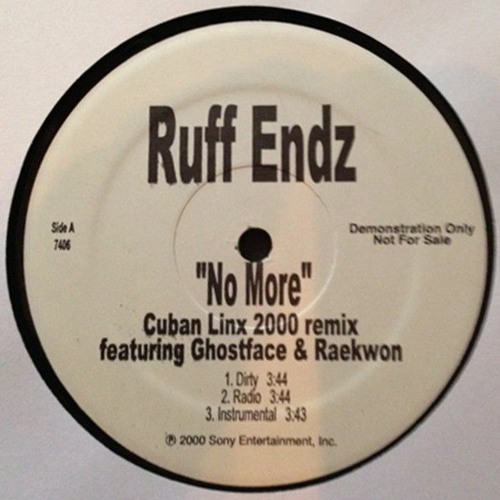 Ruff Endz
Side A
7406
Demonstration Only
Not For Sale
"No More"
Cuban Linx 2000 remix
featuring Ghostface & Raekwon
1. Dirty 3:44
2. Radio 3:44
3. Instrumental 3:43
℗ 2000 Sony Entertainment, Inc.